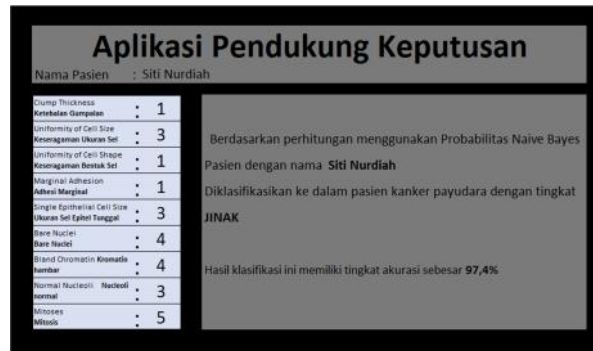 Aplikasi Pendukung Keputusan
Nama Pasien : Siti Nurdiah
Clump Thickness
Ketebalan Gumpalan : 1
Uniformity of Cell Size
Keseragaman Ukuran Sel : 3
Uniformity of Cell Shape
Keseragaman Bentuk Sel : 1
Marginal Adhesion
Adhesi Marginal : 1
Single Epithelial Cell Size
Ukuran Sel Epitel Tunggal : 3
Bare Nuclei
Bare Nuclei : 4
Bland Chromatin Kromatin
hambar : 4
Normal Nucleoli Nucleoli
normal : 3
Mitoses
Mitosis : 5
Berdasarkan perhitungan menggunakan Probabilitas Naive Bayes
Pasien dengan nama Siti Nurdiah
Diklasifikasikan ke dalam pasien kanker payudara dengan tingkat
JINAK
Hasil klasifikasi ini memiliki tingkat akurasi sebesar 97,4%